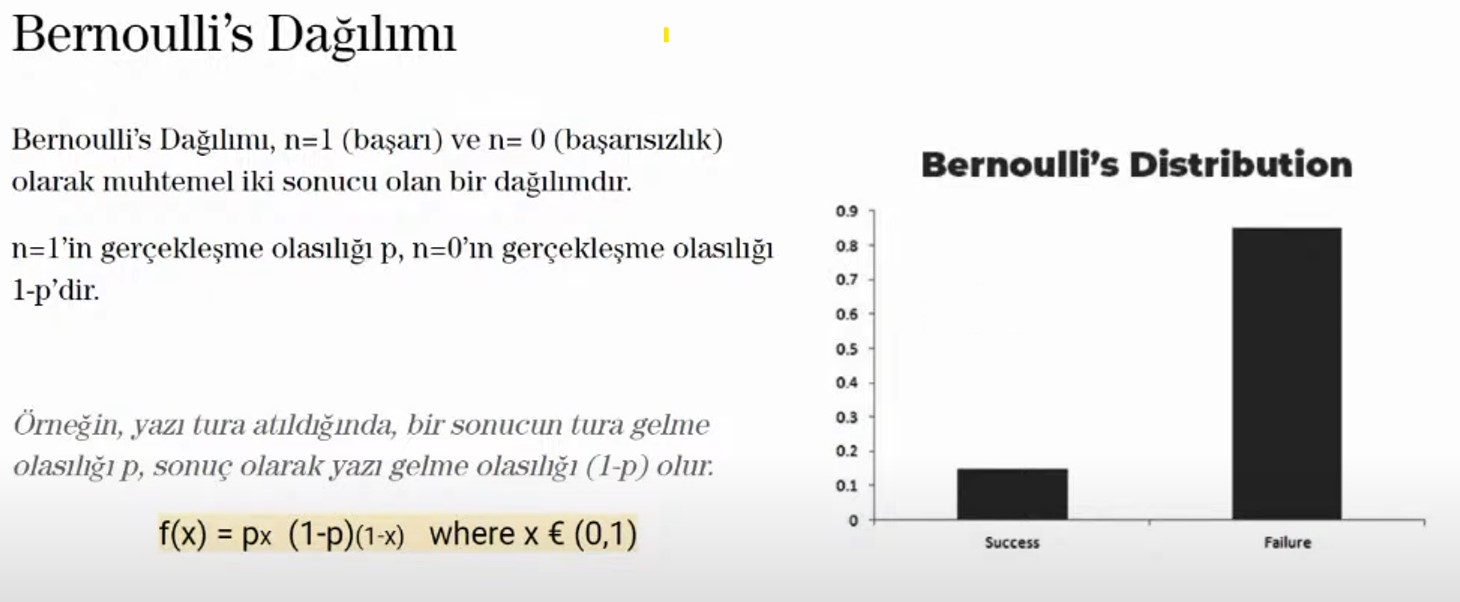 Bernoulli’s Dağılımı
Bernoulli’s Dağılımı, n=1 (başarı) ve n= 0 (başarısızlık)
olarak muhtemel iki sonucu olan bir dağılımdır.
n=1’in gerçekleşme olasılığı p, n=0’ın gerçekleşme olasılığı
1-p’dir.
Örneğin, yazı tura atıldığında, bir sonucun tura gelme
olasılığı p, sonuç olarak yazı gelme olasılığı (1-p) olur.
f(x) = px (1-p)(1-x) where x € (0,1)
Bernoulli’s Distribution
0.9
0.8
0.7
0.6
0.5
0.4
0.3
0.2
0.1
0
Success
Failure